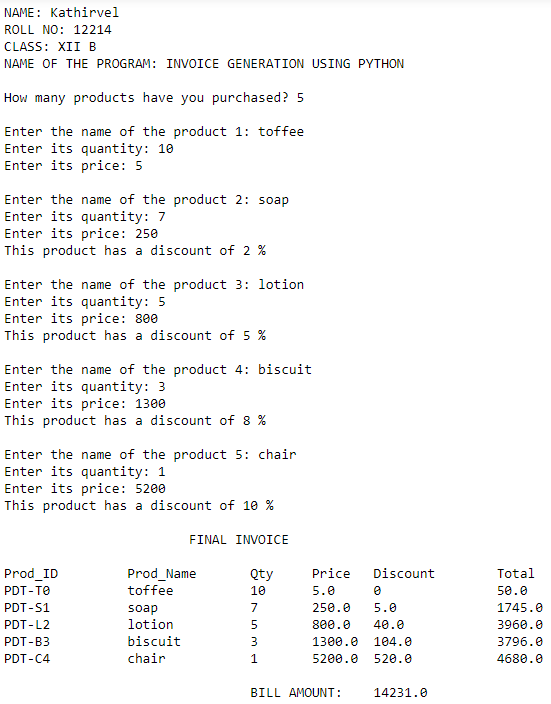 NAME: Kathirvel
ROLL NO: 12214
CLASS: XII B
NAME OF THE PROGRAM: INVOICE GENERATION USING PYTHON
How many products have you purchased? 5
Enter the name of the product 1: toffee
Enter its quantity: 10
Enter its price: 5
Enter the name of the product 2: soap
Enter its quantity: 7
Enter its price: 250
This product has a discount of 2 %
Enter the name of the product 3: lotion
Enter its quantity: 5
Enter its price: 800
This product has a discount of 5 %
Enter the name of the product 4: biscuit
Enter its quantity: 3
Enter its price: 1300
This product has a discount of 8 %
Enter the name of the product 5: chair
Enter its quantity: 1
Enter its price: 5200
This product has a discount of 10 %
FINAL INVOICE
Prod_ID Prod_Name Qty Price Discount Total
PDT-T0 toffee 10 5.0 0 50.0
PDT-S1 soap 7 250.0 5.0 1745.0
PDT-L2 lotion 5 800.0 40.0 3960.0
PDT-B3 biscuit 3 1300.0 104.0 3796.0
PDT-C4 chair 1 5200.0 520.0 4680.0
BILL AMOUNT: 14231.0